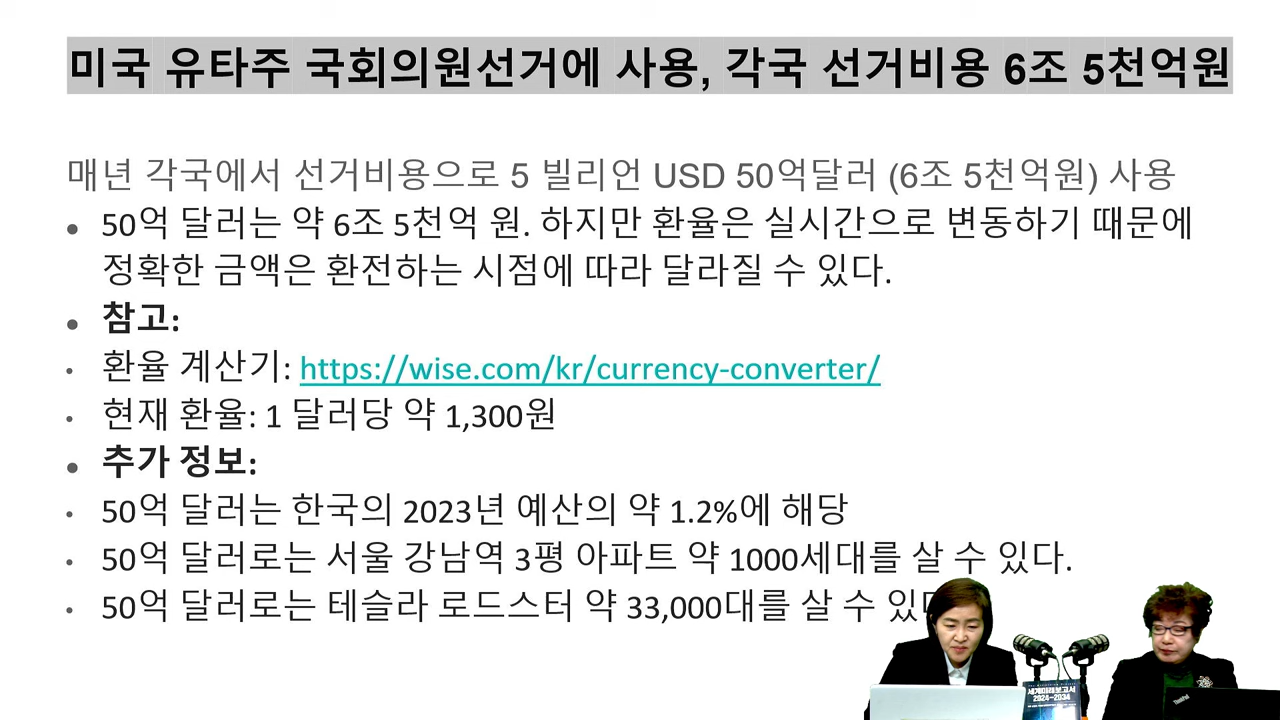 미국 유타주 국회의원선거에 사용, 각국 선거비용 6조 5천억원
매년 각국에서 선거비용으로 5 빌리언 USD 50억달러 (6조 5천억원) 사용
• 50억 달러는 약 6조 5천억 원. 하지만 환율은 실시간으로 변동하기 때문에
정확한 금액은 환전하는 시점에 따라 달라질 수 있다.
• 참고:
• 환율 계산기: https://wise.com/kr/currency-converter/
• 현재 환율: 1 달러당 약 1,300원
• 추가 정보:
• 50억 달러는 한국의 2023년 예산의 약 1.2%에 해당
• 50억 달러로는 서울 강남역 3평 아파트 약 1000세대를 살 수 있다.
• 50억 달러로는 테슬라 로드스터 약 33,000대를 살 수 있
세계미래보고서
2024-2034
ThinkPad